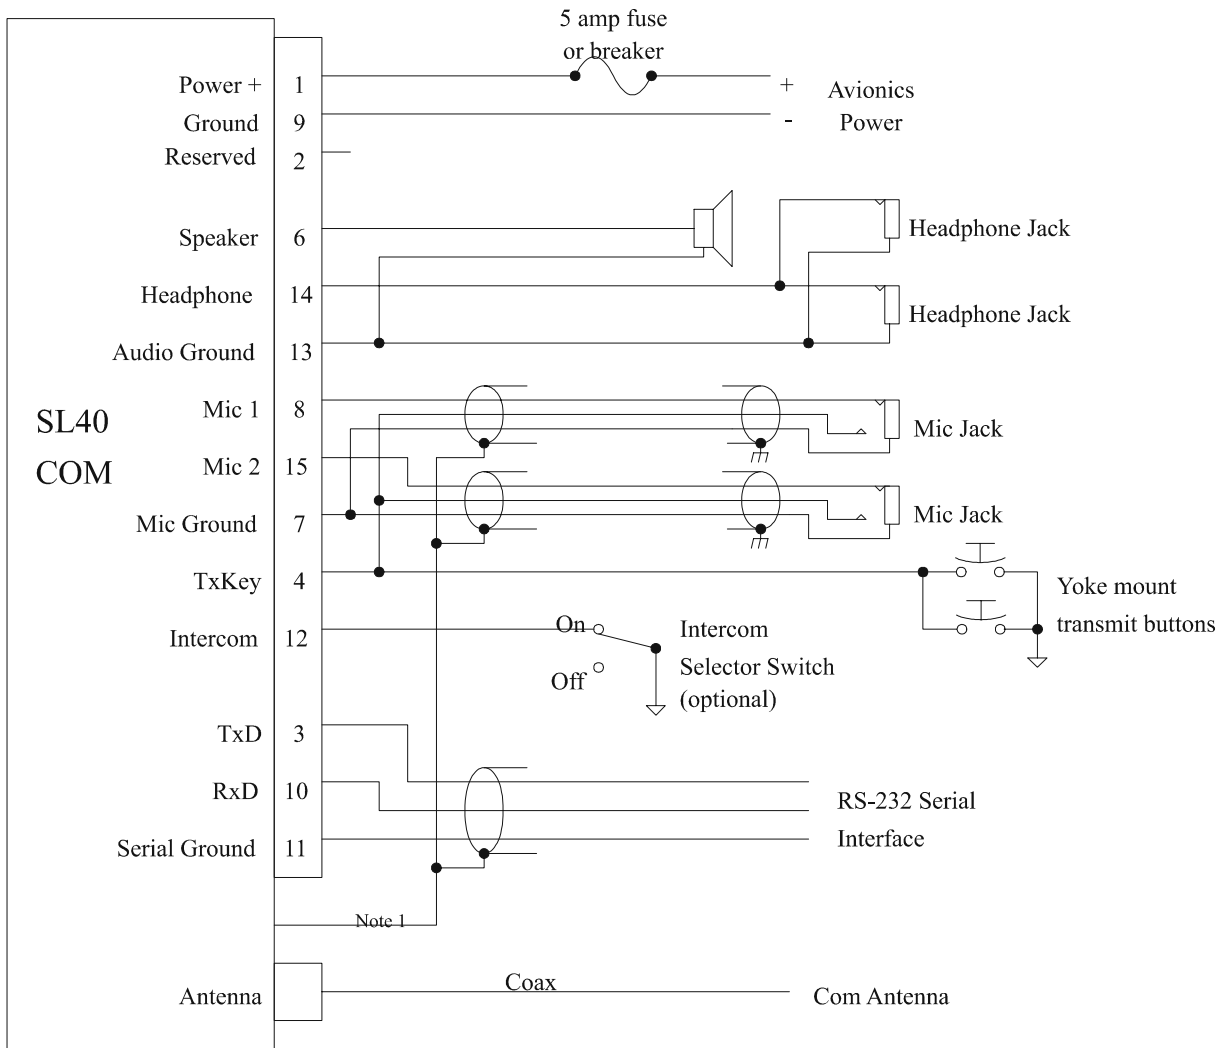 5 amp fuse
or breaker
Power + 1
+ Avionics
Ground 9
- Power
Reserved 2
Speaker 6
Headphone Jack
Headphone 14
Headphone Jack
Audio Ground 13
SL40
COM
Mic 1 8
Mic Jack
Mic 2 15
Mic Ground 7
Mic Jack
TxKey 4
Yoke mount
transmit buttons
Intercom 12
On
Off
Intercom
Selector Switch
(optional)
TxD 3
RxD 10
RS-232 Serial
Interface
Serial Ground 11
Note 1
Antenna
Coax
Com Antenna